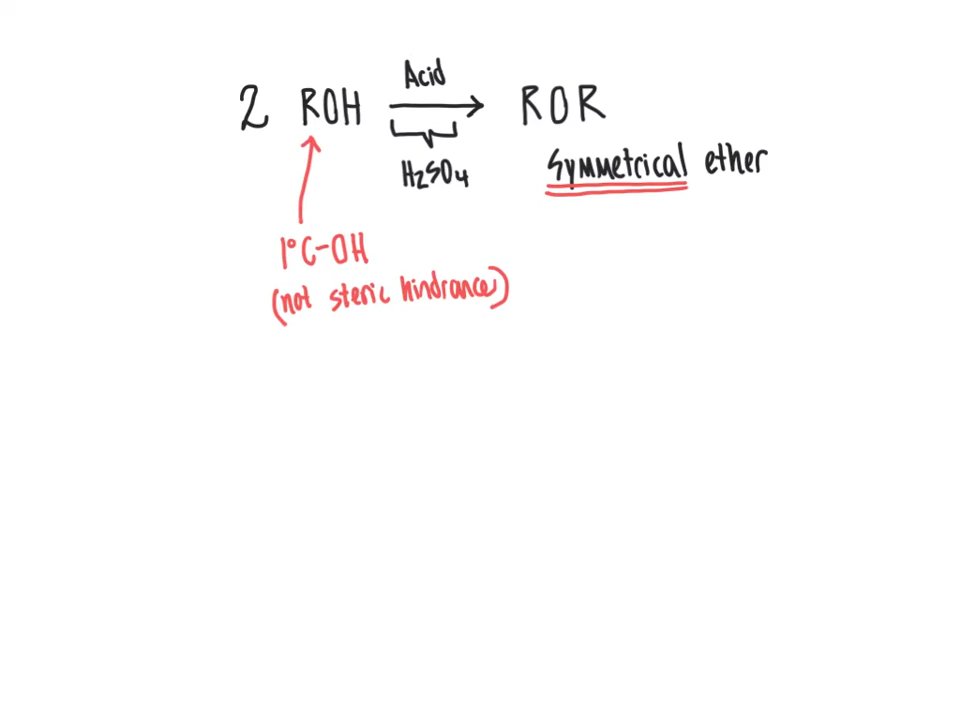 Acid
2 ROH → ROR
H₂SO₄
Symmetrical ether
1° C-OH
(not steric hindrance)